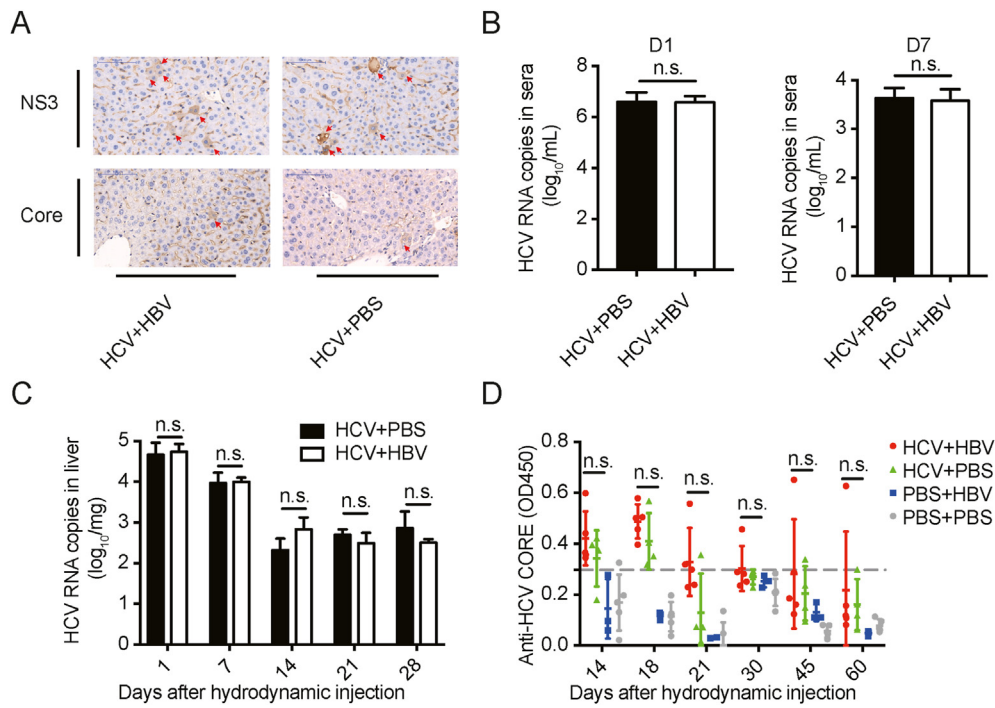 A
NS3
Core
HCV+HBV
HCV+PBS
B
D1
n.s.
HCV RNA copies in sera
(log10/mL)
8
6
4
2
0
HCV+PBS
HCV+HBV
D7
n.s.
HCV RNA copies in sera
(log10/mL)
4
3
2
1
0
HCV+PBS
HCV+HBV
C
HCV RNA copies in liver
(log10/mg)
5
4
3
2
1
0
n.s.
n.s.
n.s.
n.s.
n.s.
HCV+PBS
HCV+HBV
1
7
14
21
28
Days after hydrodynamic injection
D
Anti-HCV CORE (OD450)
0.8
0.6
0.4
0.2
0.0
n.s.
n.s.
n.s.
n.s.
n.s.
n.s.
HCV+HBV
HCV+PBS
PBS+HBV
PBS+PBS
14
18
21
30
45
60
Days after hydrodynamic injection